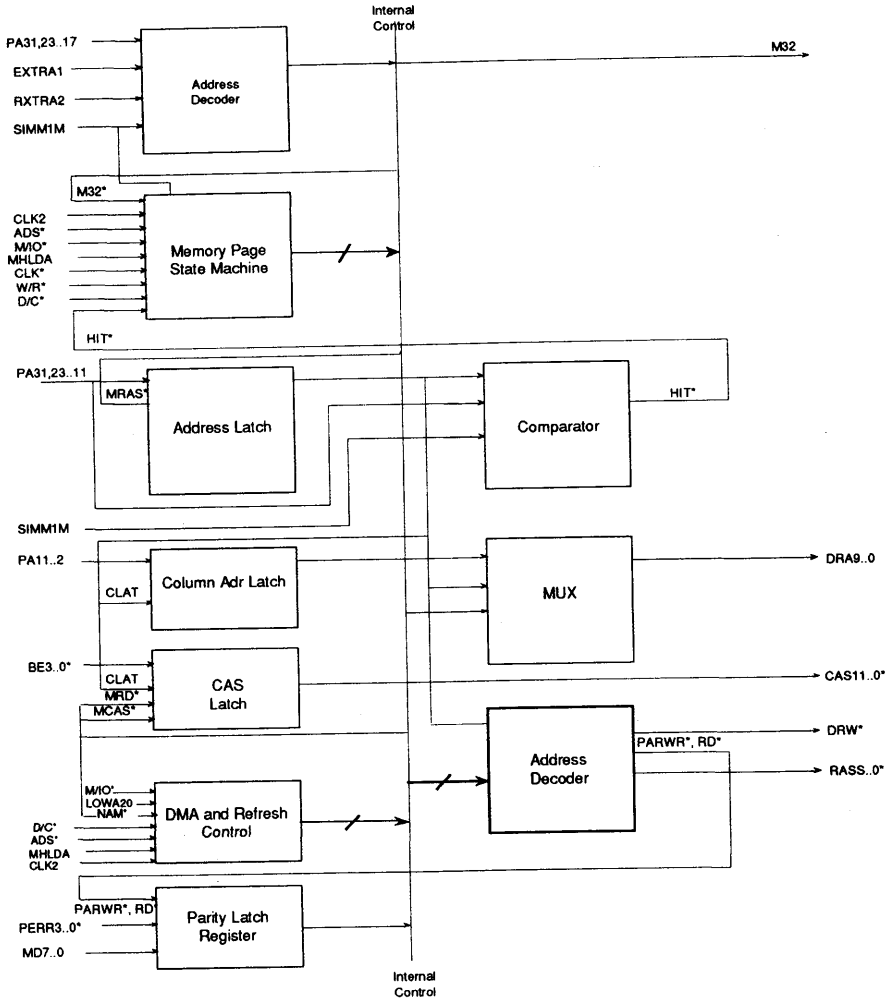 Internal
Control
PA31,23..17
EXTRA1
RXTRA2
SIMM1M
Address
Decoder
M32
M32*
CLK2
ADS*
M/IO*
MHLDA
CLK*
W/R*
D/C*
Memory Page
State Machine
HIT*
PA31,23..11
MRAS*
Address Latch
Comparator
HIT*
SIMM1M
PA11..2
CLAT
Column Adr Latch
MUX
DRA9..0
BE3..0*
CLAT
MRD*
MCAS*
CAS
Latch
CAS11..0*
Address
Decoder
DRW*
PARWR*, RD*
RASS..0*
M/IO*
LOWA20
NAM*
D/C*
ADS*
MHLDA
CLK2
DMA and Refresh
Control
PARWR*, RD*
PERR3..0*
MD7..0
Parity Latch
Register
Internal
Control